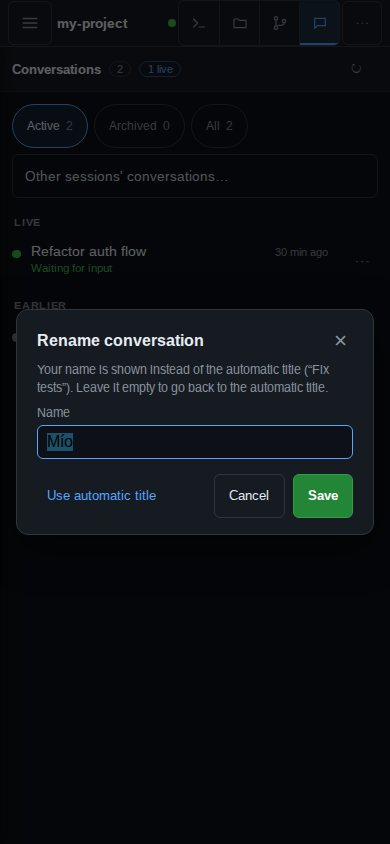 my-project
Conversations 2 1 live
Active 2 Archived 0 All 2
Other sessions' conversations…
LIVE
Refactor auth flow 30 min ago
Waiting for input
EARLIER
Rename conversation
Your name is shown instead of the automatic title (“Fix
tests”). Leave it empty to go back to the automatic title.
Name
Mío
Use automatic title Cancel Save